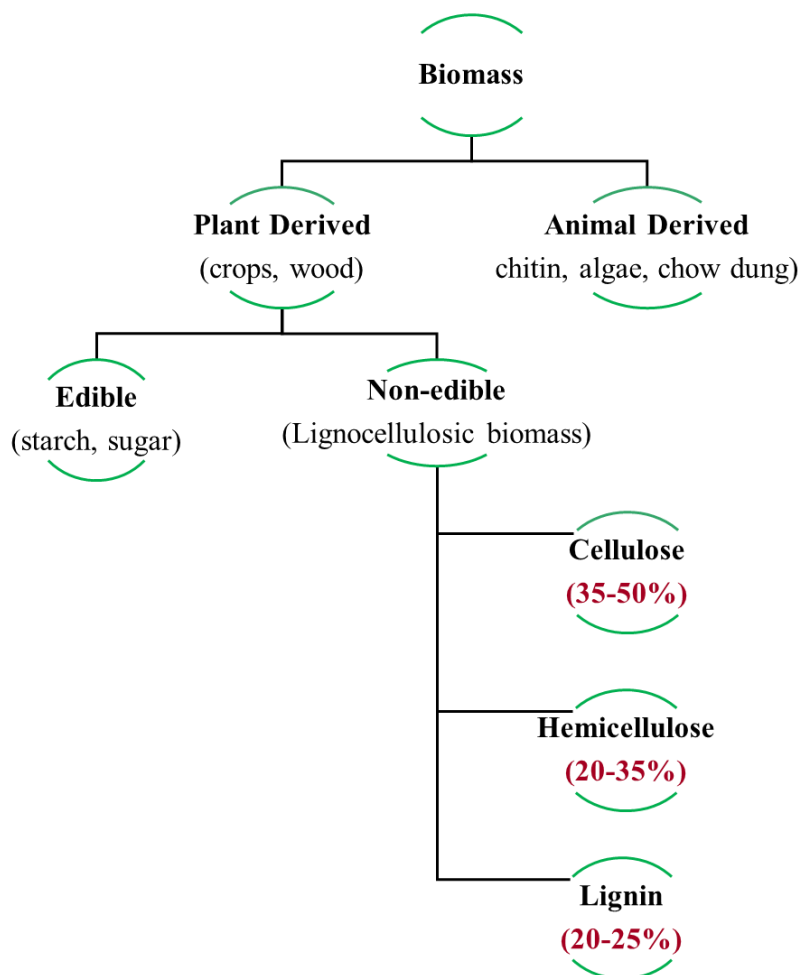 Biomass
Plant Derived
(crops, wood)
Animal Derived
chitin, algae, chow dung)
Edible
(starch, sugar)
Non-edible
(Lignocellulosic biomass)
Cellulose
(35-50%)
Hemicellulose
(20-35%)
Lignin
(20-25%)